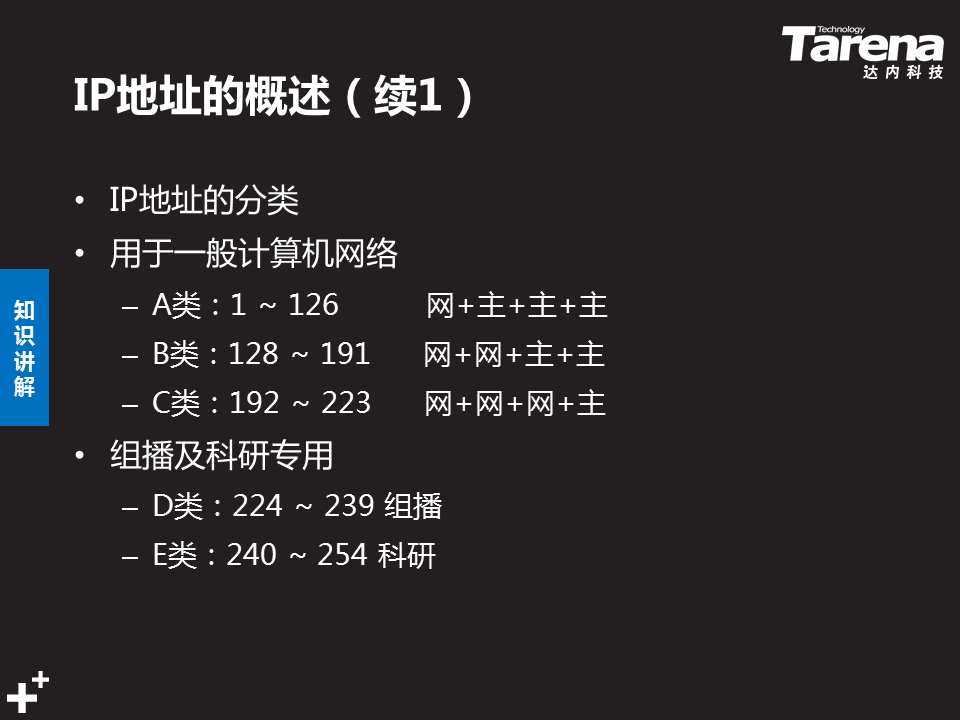 Technology
Tarena
达内科技
IP地址的概述（续1）
• IP地址的分类
• 用于一般计算机网络
– A类：1 ~ 126 网+主+主+主
– B类：128 ~ 191 网+网+主+主
– C类：192 ~ 223 网+网+网+主
• 组播及科研专用
– D类：224 ~ 239 组播
– E类：240 ~ 254 科研
知
识
讲
解